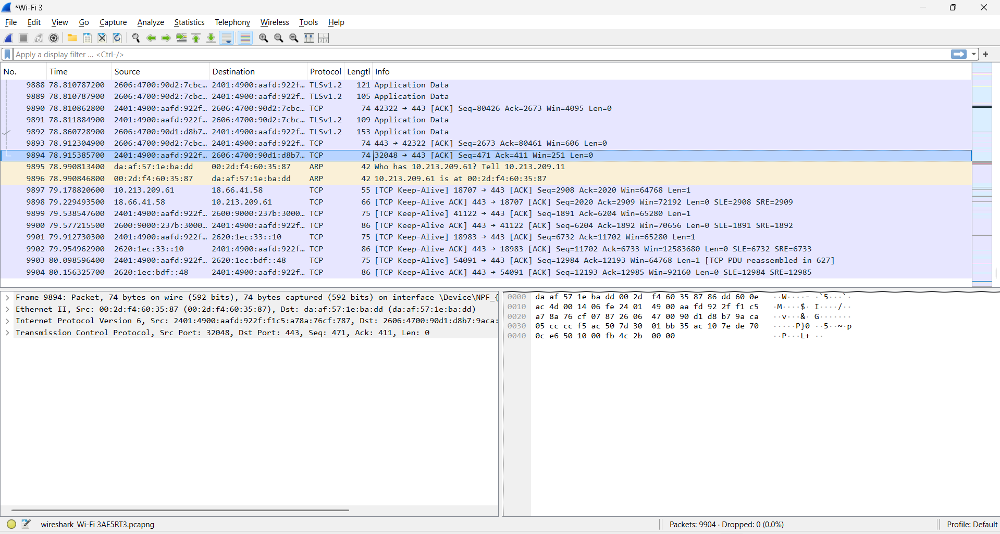 *Wi-Fi 3
File Edit View Go Capture Analyze Statistics Telephony Wireless Tools Help
Apply a display filter ... <Ctrl-/>
No. Time Source Destination Protocol Length Info
9888 78.810787200 2606:4700:90d2:7cbc… 2401:4900:aafd:922f… TLSv1.2 121 Application Data
9889 78.810787900 2606:4700:90d2:7cbc… 2401:4900:aafd:922f… TLSv1.2 105 Application Data
9890 78.810862800 2401:4900:aafd:922f… 2606:4700:90d2:7cbc… TCP 74 42322 → 443 [ACK] Seq=80426 Ack=2673 Win=4095 Len=0
9891 78.811884900 2401:4900:aafd:922f… 2606:4700:90d2:7cbc… TLSv1.2 109 Application Data
9892 78.860728900 2606:4700:90d1:d8b7… 2401:4900:aafd:922f… TLSv1.2 153 Application Data
9893 78.912304900 2606:4700:90d2:7cbc… 2401:4900:aafd:922f… TCP 74 443 → 42322 [ACK] Seq=2673 Ack=80461 Win=606 Len=0
9894 78.915385700 2401:4900:aafd:922f… 2606:4700:90d1:d8b7… TCP 74 32048 → 443 [ACK] Seq=471 Ack=411 Win=251 Len=0
9895 78.990813400 da:af:57:1e:ba:dd 00:2d:f4:60:35:87 ARP 42 Who has 10.213.209.61? Tell 10.213.209.11
9896 78.990846800 00:2d:f4:60:35:87 da:af:57:1e:ba:dd ARP 42 10.213.209.61 is at 00:2d:f4:60:35:87
9897 79.178820600 10.213.209.61 18.66.41.58 TCP 55 [TCP Keep-Alive] 18707 → 443 [ACK] Seq=2908 Ack=2020 Win=64768 Len=1
9898 79.229493500 18.66.41.58 10.213.209.61 TCP 66 [TCP Keep-Alive ACK] 443 → 18707 [ACK] Seq=2020 Ack=2909 Win=72192 Len=0 SLE=2908 SRE=2909
9899 79.538547600 2401:4900:aafd:922f… 2600:9000:237b:3000… TCP 75 [TCP Keep-Alive] 41122 → 443 [ACK] Seq=1891 Ack=6204 Win=65280 Len=1
9900 79.577215500 2600:9000:237b:3000… 2401:4900:aafd:922f… TCP 86 [TCP Keep-Alive ACK] 443 → 41122 [ACK] Seq=6204 Ack=1892 Win=70656 Len=0 SLE=1891 SRE=1892
9901 79.912730300 2401:4900:aafd:922f… 2620:1ec:33::10 TCP 75 [TCP Keep-Alive] 18983 → 443 [ACK] Seq=6732 Ack=11702 Win=65280 Len=1
9902 79.954962900 2620:1ec:33::10 2401:4900:aafd:922f… TCP 86 [TCP Keep-Alive ACK] 443 → 18983 [ACK] Seq=11702 Ack=6733 Win=12583680 Len=0 SLE=6732 SRE=6733
9903 80.098596400 2401:4900:aafd:922f… 2620:1ec:bdf::48 TCP 75 [TCP Keep-Alive] 54091 → 443 [ACK] Seq=12984 Ack=12193 Win=64768 Len=1 [TCP PDU reassembled in 627]
9904 80.156325700 2620:1ec:bdf::48 2401:4900:aafd:922f… TCP 86 [TCP Keep-Alive ACK] 443 → 54091 [ACK] Seq=12193 Ack=12985 Win=92160 Len=0 SLE=12984 SRE=12985
Frame 9894: Packet, 74 bytes on wire (592 bits), 74 bytes captured (592 bits) on interface \Device\NPF_{
Ethernet II, Src: 00:2d:f4:60:35:87 (00:2d:f4:60:35:87), Dst: da:af:57:1e:ba:dd (da:af:57:1e:ba:dd)
Internet Protocol Version 6, Src: 2401:4900:aafd:922f:f1c5:a78a:76cf:787, Dst: 2606:4700:90d1:d8b7:9aca:
Transmission Control Protocol, Src Port: 32048, Dst Port: 443, Seq: 471, Ack: 411, Len: 0
0000 da af 57 1e ba dd 00 2d f4 60 35 87 86 dd 60 0e ··W····- ·`5···`·
0010 ac 4d 00 14 06 fe 24 01 49 00 aa fd 92 2f f1 c5 ·M····$· I····/··
0020 a7 8a 76 cf 07 87 26 06 47 00 90 d1 d8 b7 9a ca ··v···&· G·······
0030 05 cc cc f5 ac 50 7d 30 01 bb 35 ac 10 7e de 70 ·····P}0 ··5··~·p
0040 0c e6 50 10 00 fb 4c 2b 00 00 ··P···L+ ··
wireshark_Wi-Fi 3AE5RT3.pcapng
Packets: 9904 · Dropped: 0 (0.0%)
Profile: Default